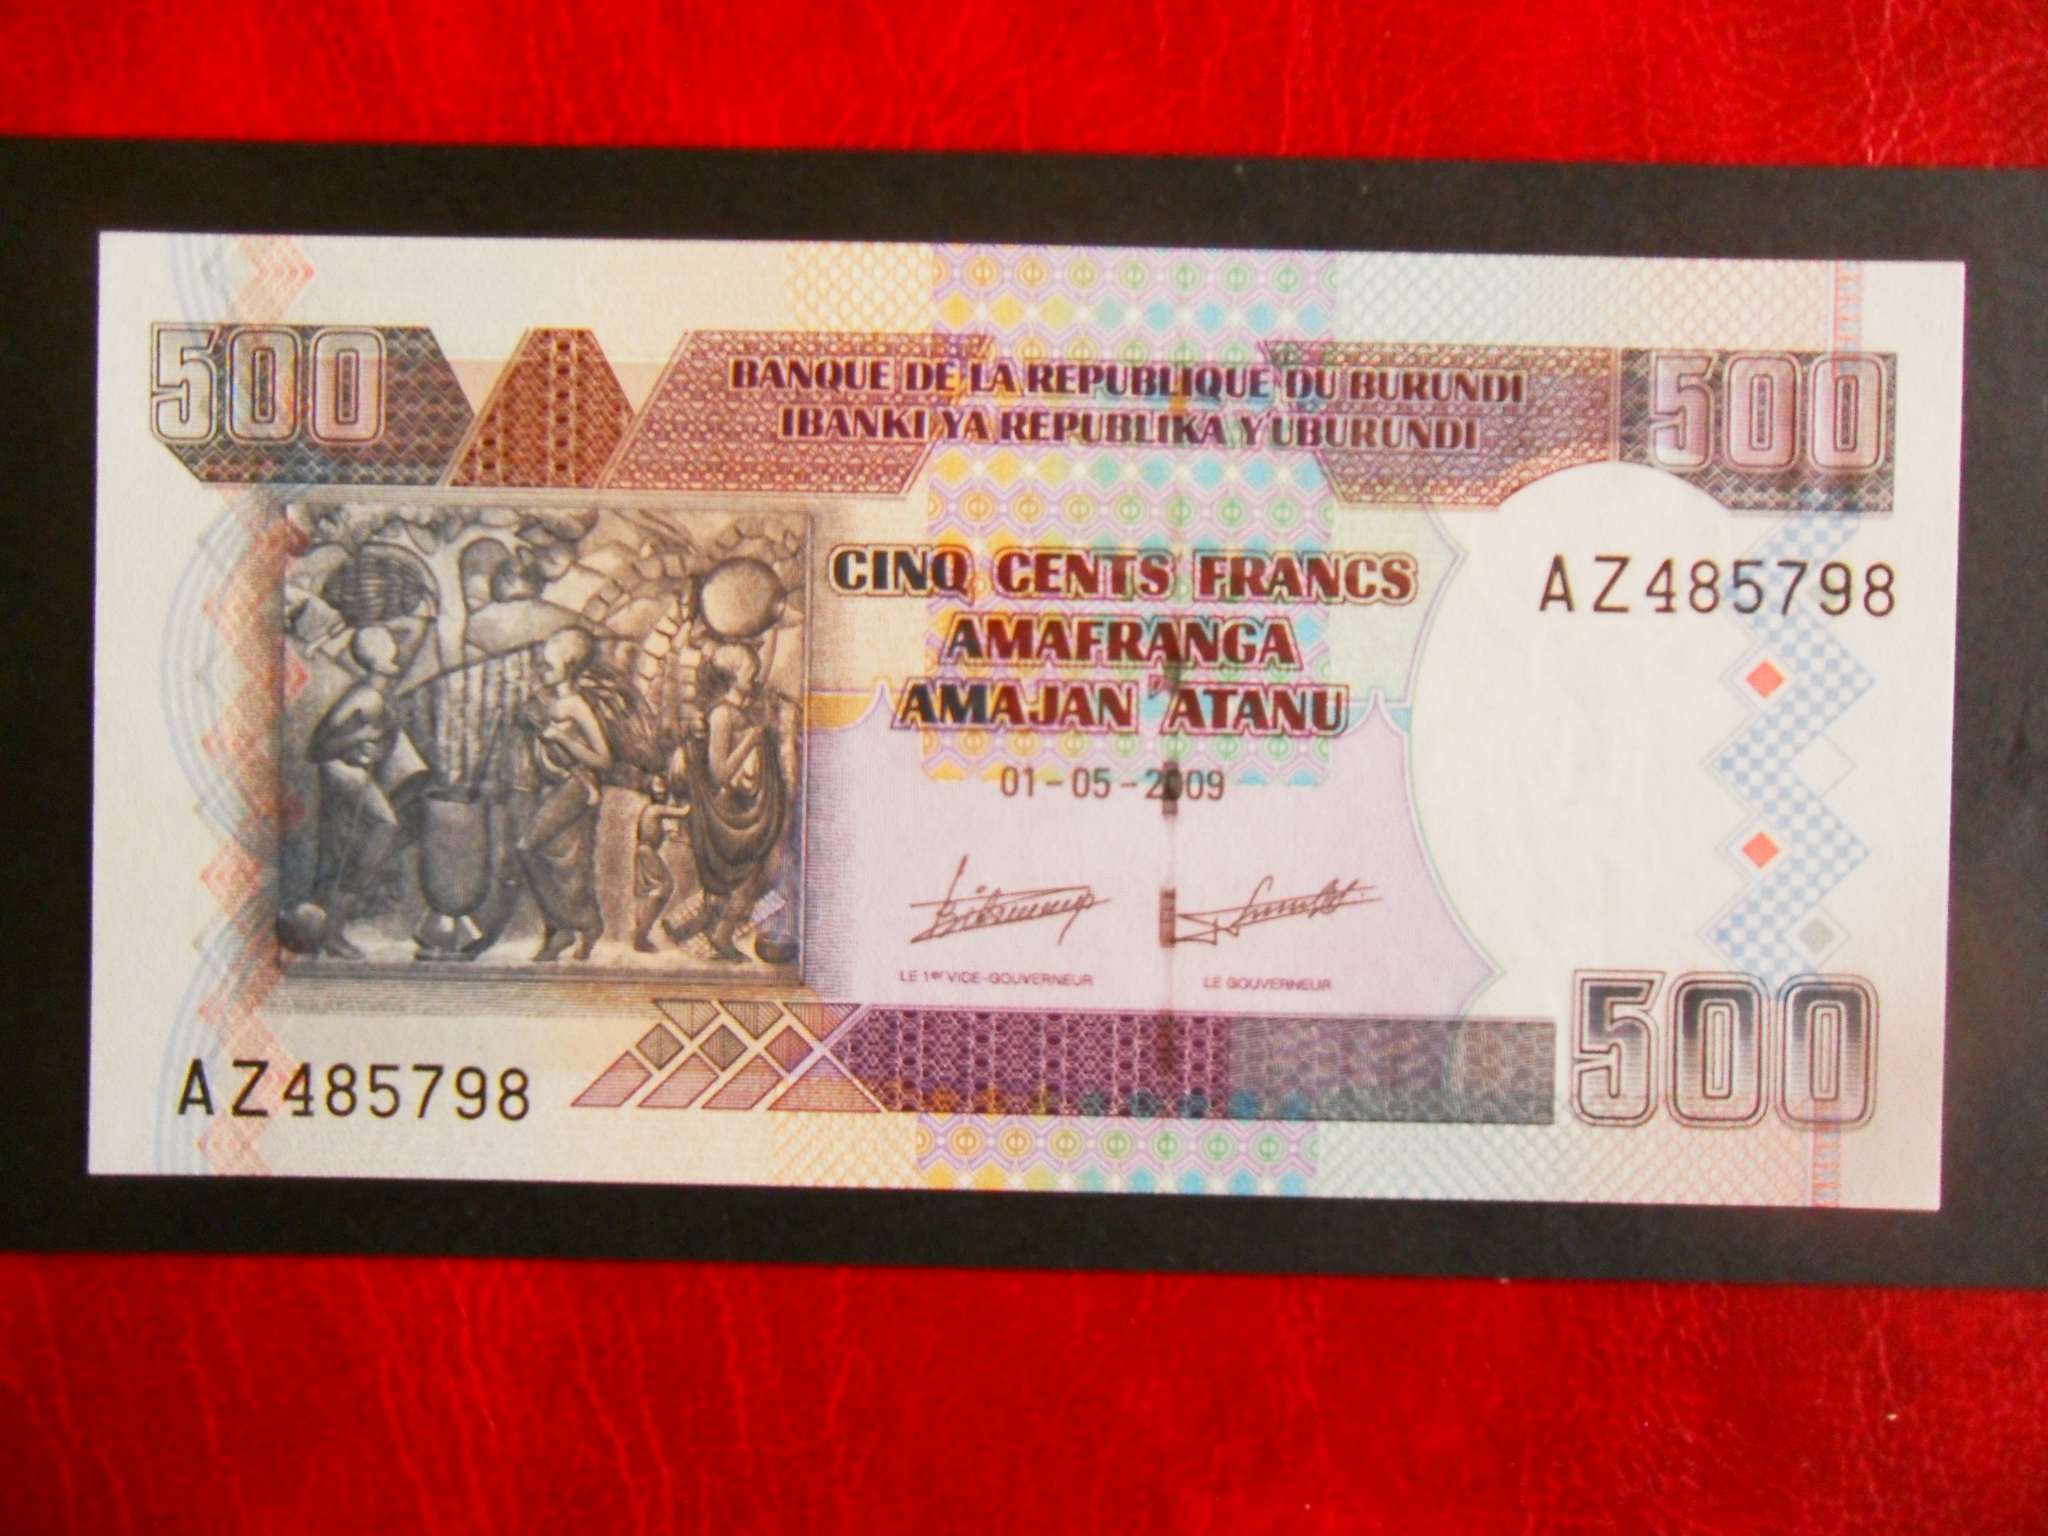 500
BANQUE DE LA REPUBLIQUE DU BURUNDI
500
IBANKI YA REPUBLIKA Y'UBURUNDI
CINQ CENTS FRANCS
AZ485798
AMAFRANGA
AMAJAN 'ATANU
01-05-2009
LE 1er VICE-GOUVERNEUR
LE GOUVERNEUR
AZ485798
500